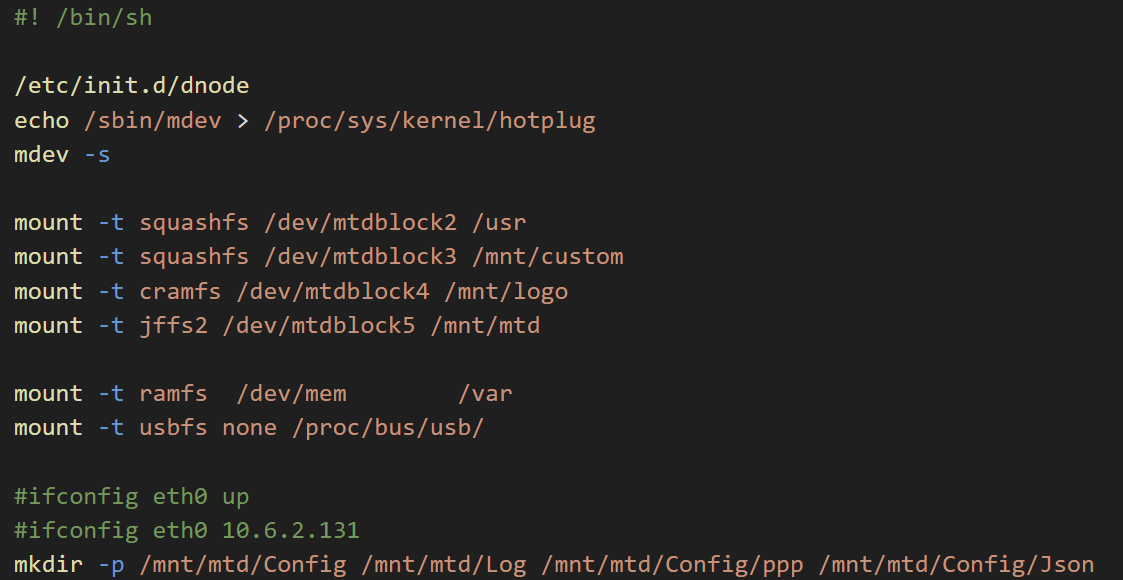 #! /bin/sh
/etc/init.d/dnode
echo /sbin/mdev > /proc/sys/kernel/hotplug
mdev -s
mount -t squashfs /dev/mtdblock2 /usr
mount -t squashfs /dev/mtdblock3 /mnt/custom
mount -t cramfs /dev/mtdblock4 /mnt/logo
mount -t jffs2 /dev/mtdblock5 /mnt/mtd
mount -t ramfs  /dev/mem        /var
mount -t usbfs none /proc/bus/usb/
#ifconfig eth0 up
#ifconfig eth0 10.6.2.131
mkdir -p /mnt/mtd/Config /mnt/mtd/Log /mnt/mtd/Config/ppp /mnt/mtd/Config/Json